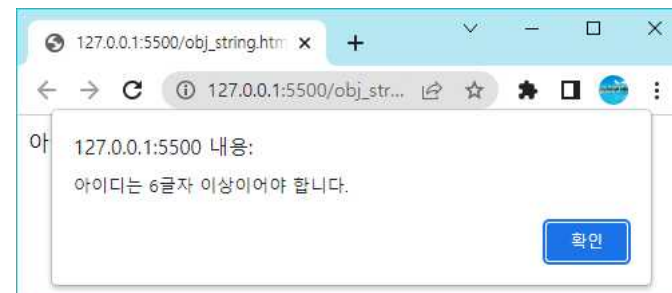 127.0.0.1:5500/obj_string.htm
127.0.0.1:5500/obj_str...
아
127.0.0.1:5500 내용:
아이디는 6글자 이상이어야 합니다.
확인